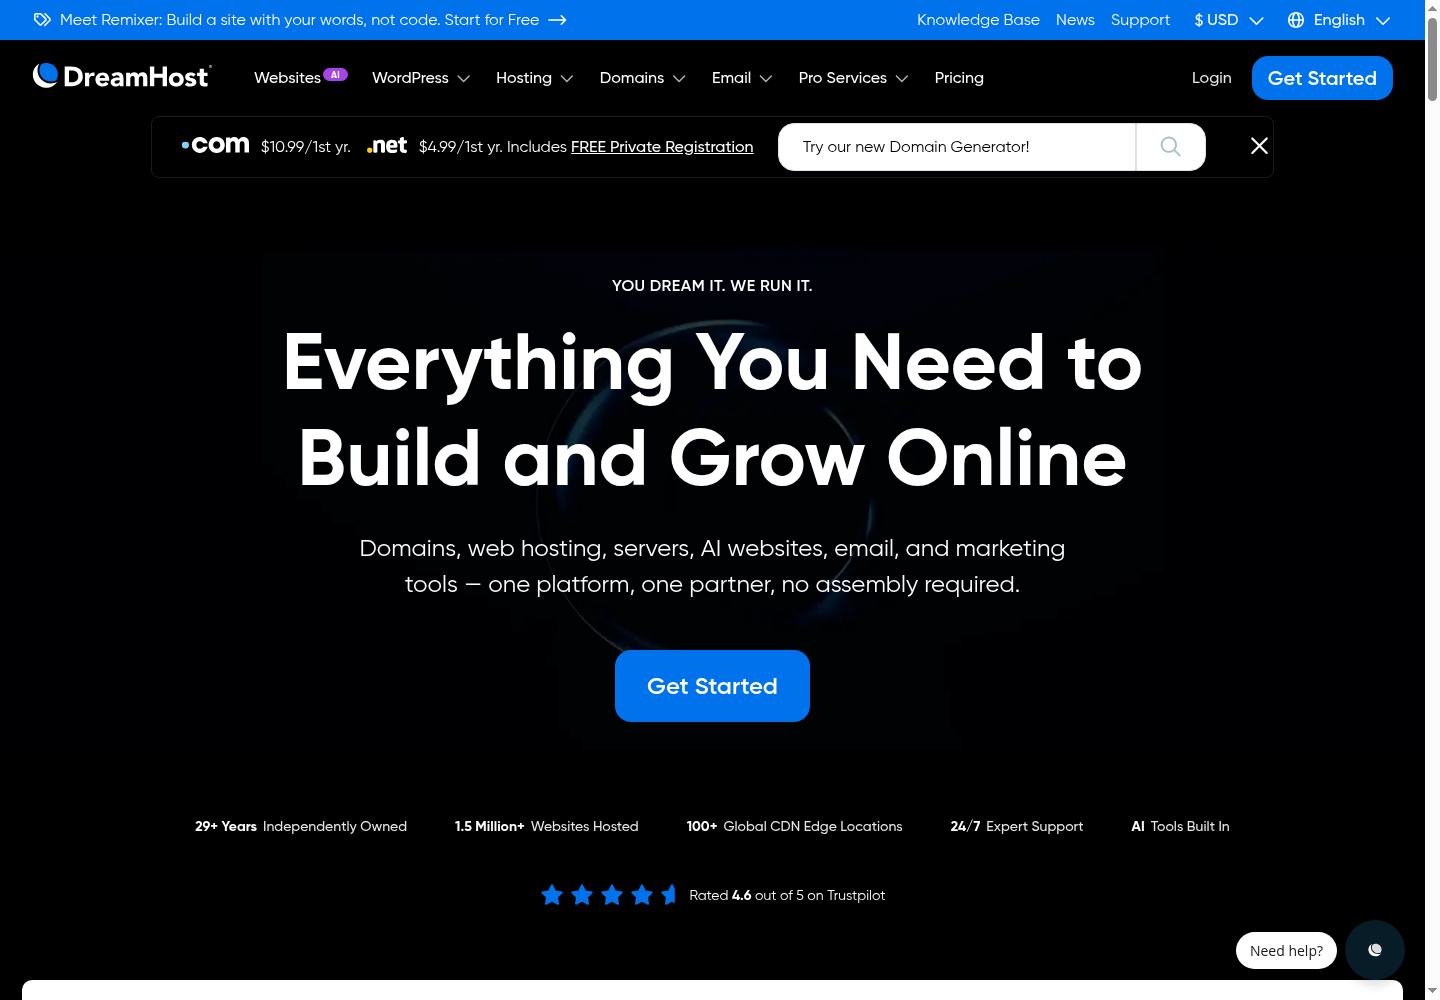 Meet Remixer: Build a site with your words, not code. Start for Free
Knowledge Base News Support $ USD English
DreamHost Websites AI WordPress Hosting Domains Email Pro Services Pricing Login Get Started
.com $10.99/1st yr. .net $4.99/1st yr. Includes FREE Private Registration Try our new Domain Generator!
YOU DREAM IT. WE RUN IT.
Everything You Need to
Build and Grow Online
Domains, web hosting, servers, AI websites, email, and marketing
tools — one platform, one partner, no assembly required.
Get Started
29+ Years Independently Owned 1.5 Million+ Websites Hosted 100+ Global CDN Edge Locations 24/7 Expert Support AI Tools Built In
Rated 4.6 out of 5 on Trustpilot
Need help?